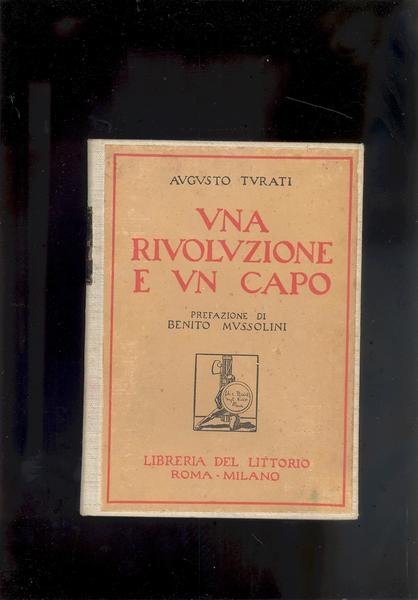 AVGVSTO TVRATI
VNA
RIVOLVZIONE
E VN CAPO
PREFAZIONE DI
BENITO MVSSOLINI
LIBRERIA DEL LITTORIO
ROMA - MILANO